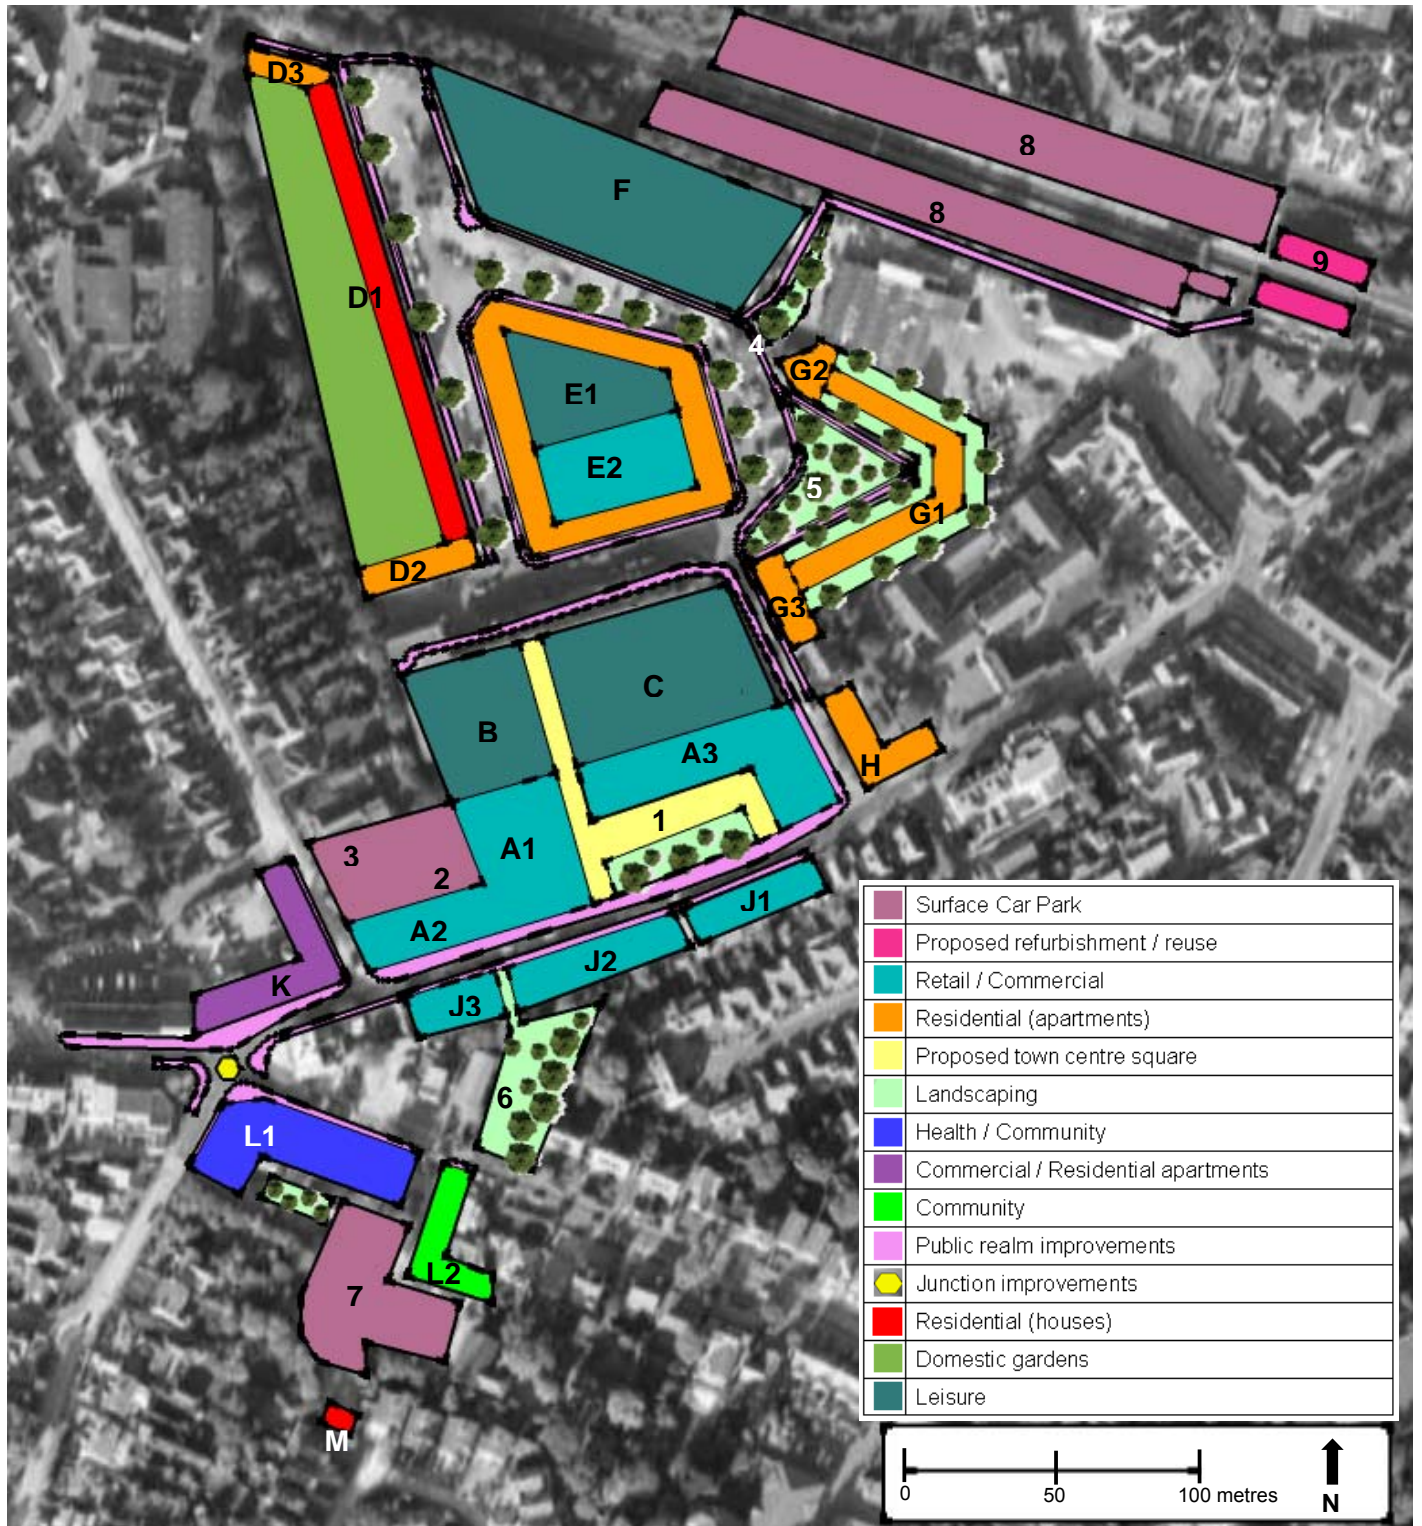 D3
8
F
8
9
D1
4
G2
E1
E2
5
G1
D2
G3
C
B
A3
H
1
3
A1
2
J1
A2
J2
K
J3
6
L1
L2
7
M
Surface Car Park
Proposed refurbishment / reuse
Retail / Commercial
Residential (apartments)
Proposed town centre square
Landscaping
Health / Community
Commercial / Residential apartments
Community
Public realm improvements
Junction improvements
Residential (houses)
Domestic gardens
Leisure
0 50 100 metres
N